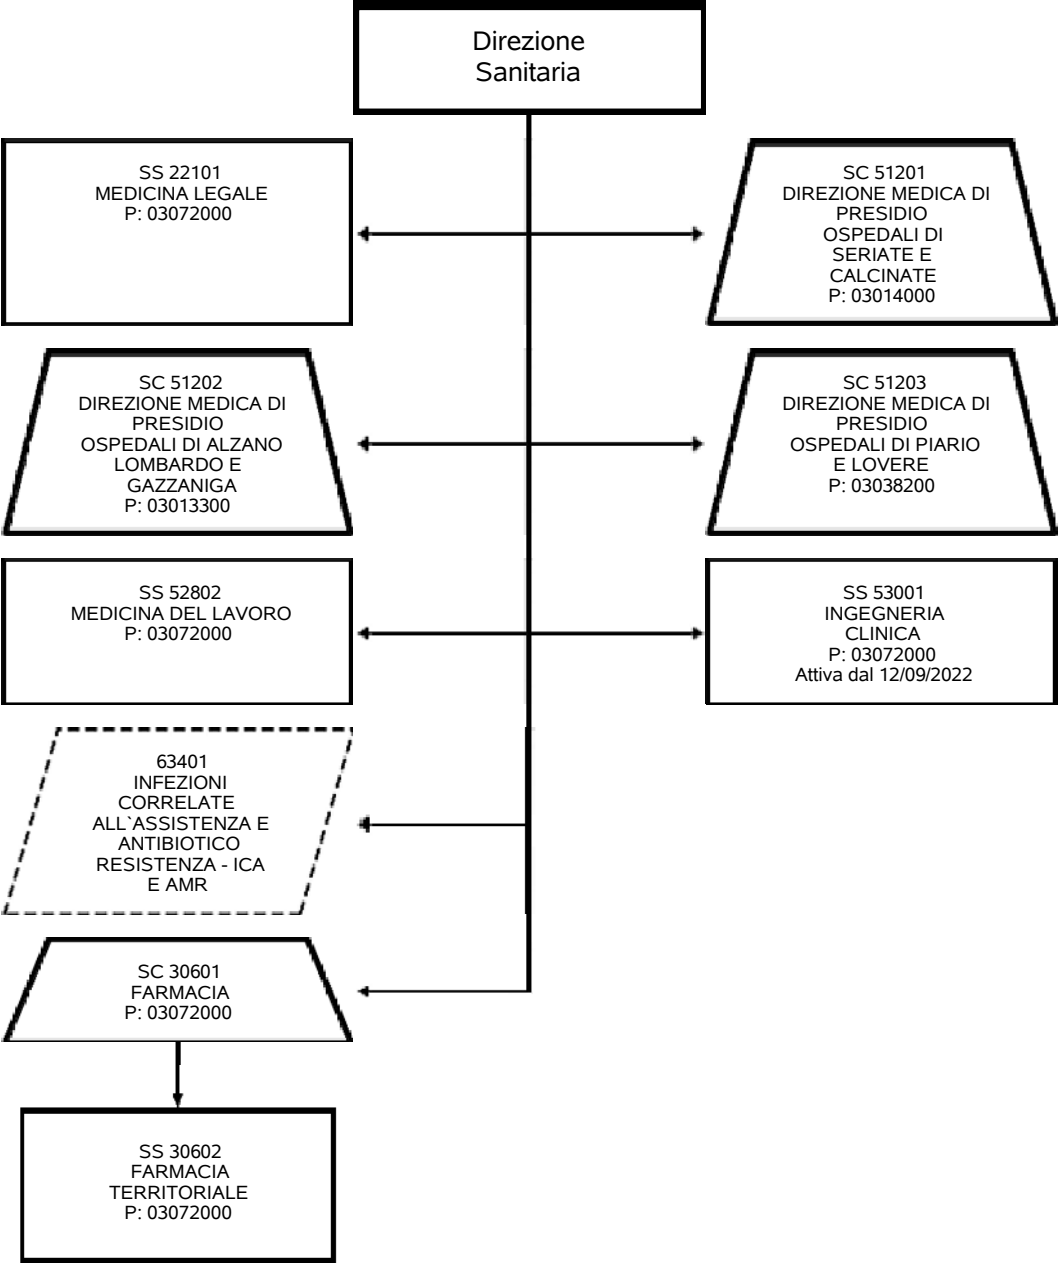 Direzione
Sanitaria
SS 22101
MEDICINA LEGALE
P: 03072000
SC 51201
DIREZIONE MEDICA DI
PRESIDIO
OSPEDALI DI
SERIATE E
CALCINATE
P: 03014000
SC 51202
DIREZIONE MEDICA DI
PRESIDIO
OSPEDALI DI ALZANO
LOMBARDO E
GAZZANIGA
P: 03013300
SC 51203
DIREZIONE MEDICA DI
PRESIDIO
OSPEDALI DI PIARIO
E LOVERE
P: 03038200
SS 52802
MEDICINA DEL LAVORO
P: 03072000
SS 53001
INGEGNERIA
CLINICA
P: 03072000
Attiva dal 12/09/2022
63401
INFEZIONI
CORRELATE
ALL`ASSISTENZA E
ANTIBIOTICO
RESISTENZA - ICA
E AMR
SC 30601
FARMACIA
P: 03072000
SS 30602
FARMACIA
TERRITORIALE
P: 03072000